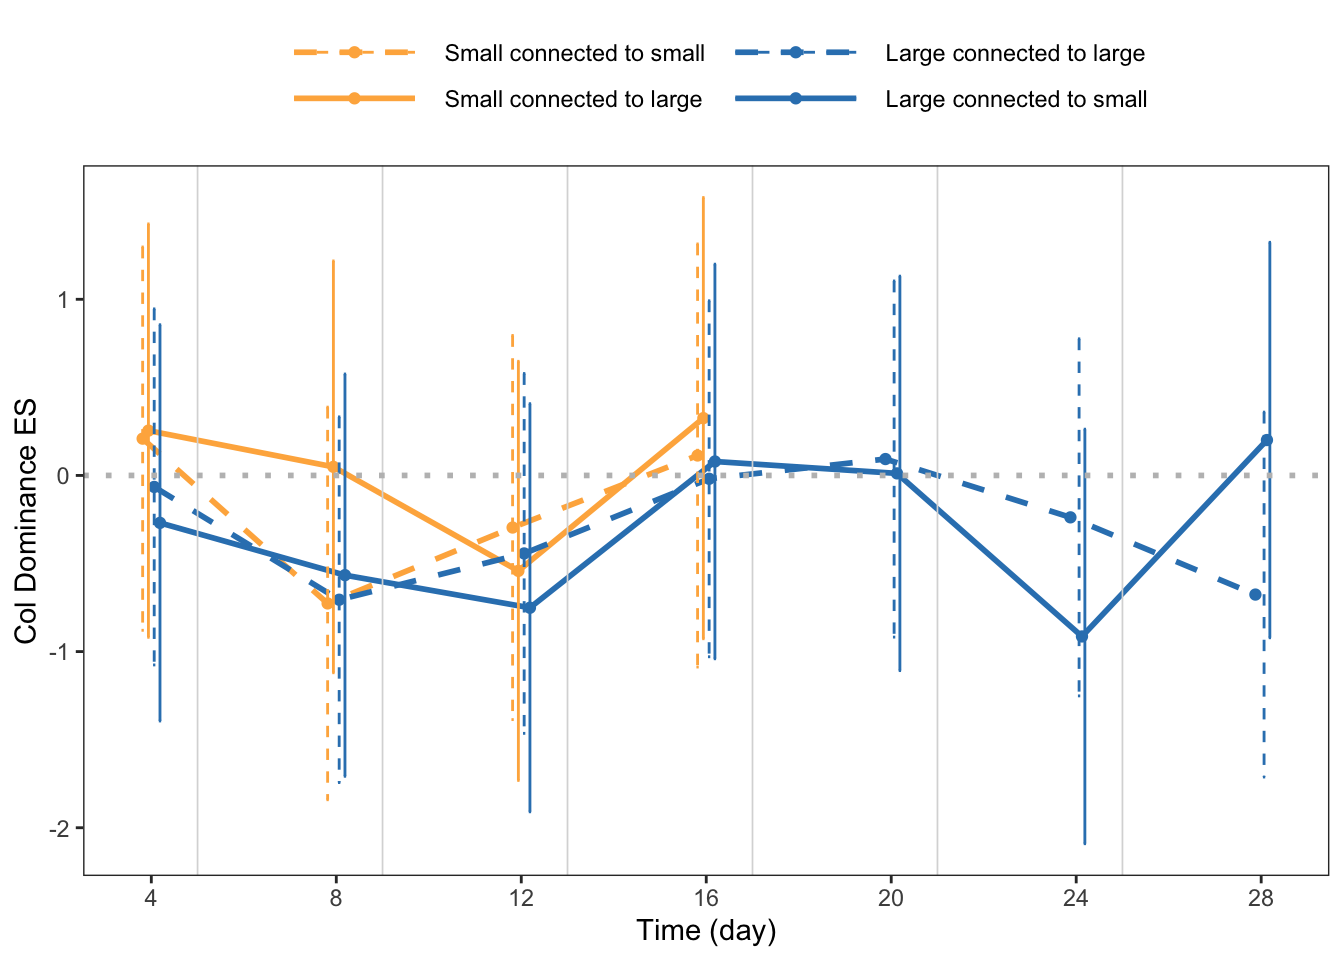 Small connected to small
Large connected to large
Small connected to large
Large connected to small
Col Dominance ES
1
0
-1
-2
4 8 12 16 20 24 28
Time (day)